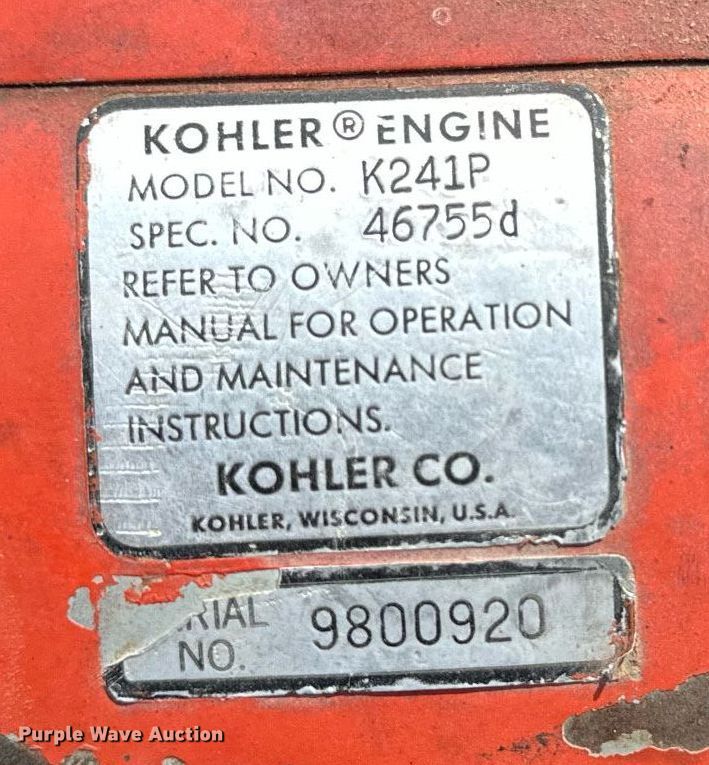 KOHLER® ENGINE
MODEL NO. K241P
SPEC. NO. 46755d
REFER TO OWNERS
MANUAL FOR OPERATION
AND MAINTENANCE
INSTRUCTIONS.
KOHLER CO.
KOHLER, WISCONSIN, U.S.A.
RIAL
NO. 9800920
Purple Wave Auction